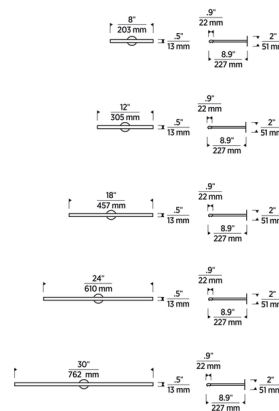 8"
203 mm
.5"
13 mm
.9"
22 mm
8.9"
227 mm
2"
51 mm
12"
305 mm
.5"
13 mm
.9"
22 mm
8.9"
227 mm
2"
51 mm
18"
457 mm
.5"
13 mm
.9"
22 mm
8.9"
227 mm
2"
51 mm
24"
610 mm
.5"
13 mm
.9"
22 mm
8.9"
227 mm
2"
51 mm
30"
762 mm
.5"
13 mm
.9"
22 mm
8.9"
227 mm
2"
51 mm